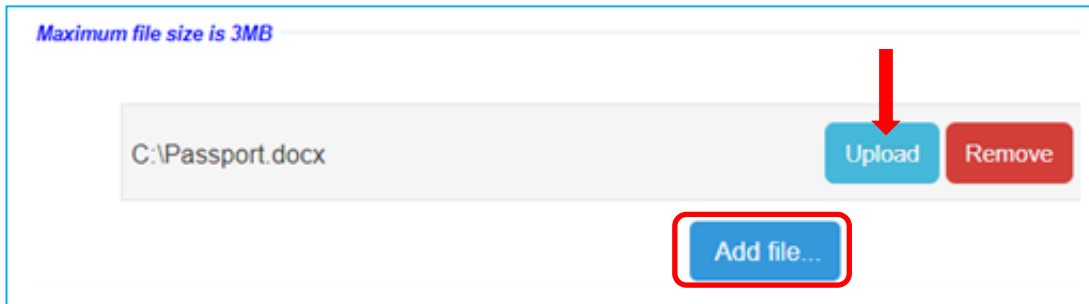 Maximum file size is 3MB
C:\Passport.docx Upload Remove
Add file...